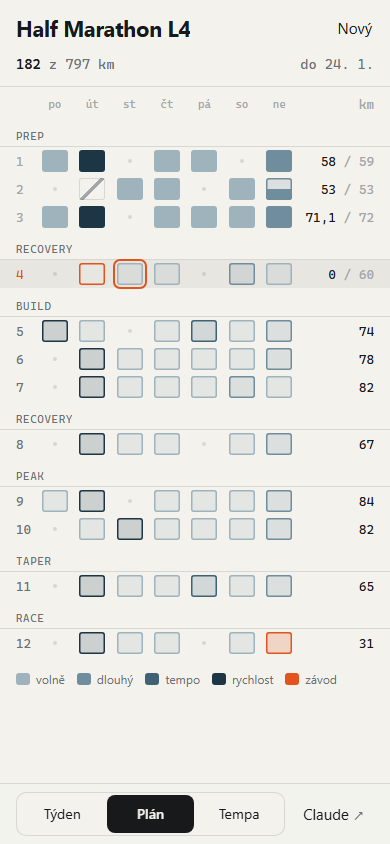 Half Marathon L4 Nový
182 z 797 km do 24. 1.
po út st čt pá so ne km
PREP
1 58 / 59
2 53 / 53
3 71,1 / 72
RECOVERY
4 0 / 60
BUILD
5 74
6 78
7 82
RECOVERY
8 67
PEAK
9 84
10 82
TAPER
11 65
RACE
12 31
volně dlouhý tempo rychlost závod
Týden Plán Tempa Claude ↗